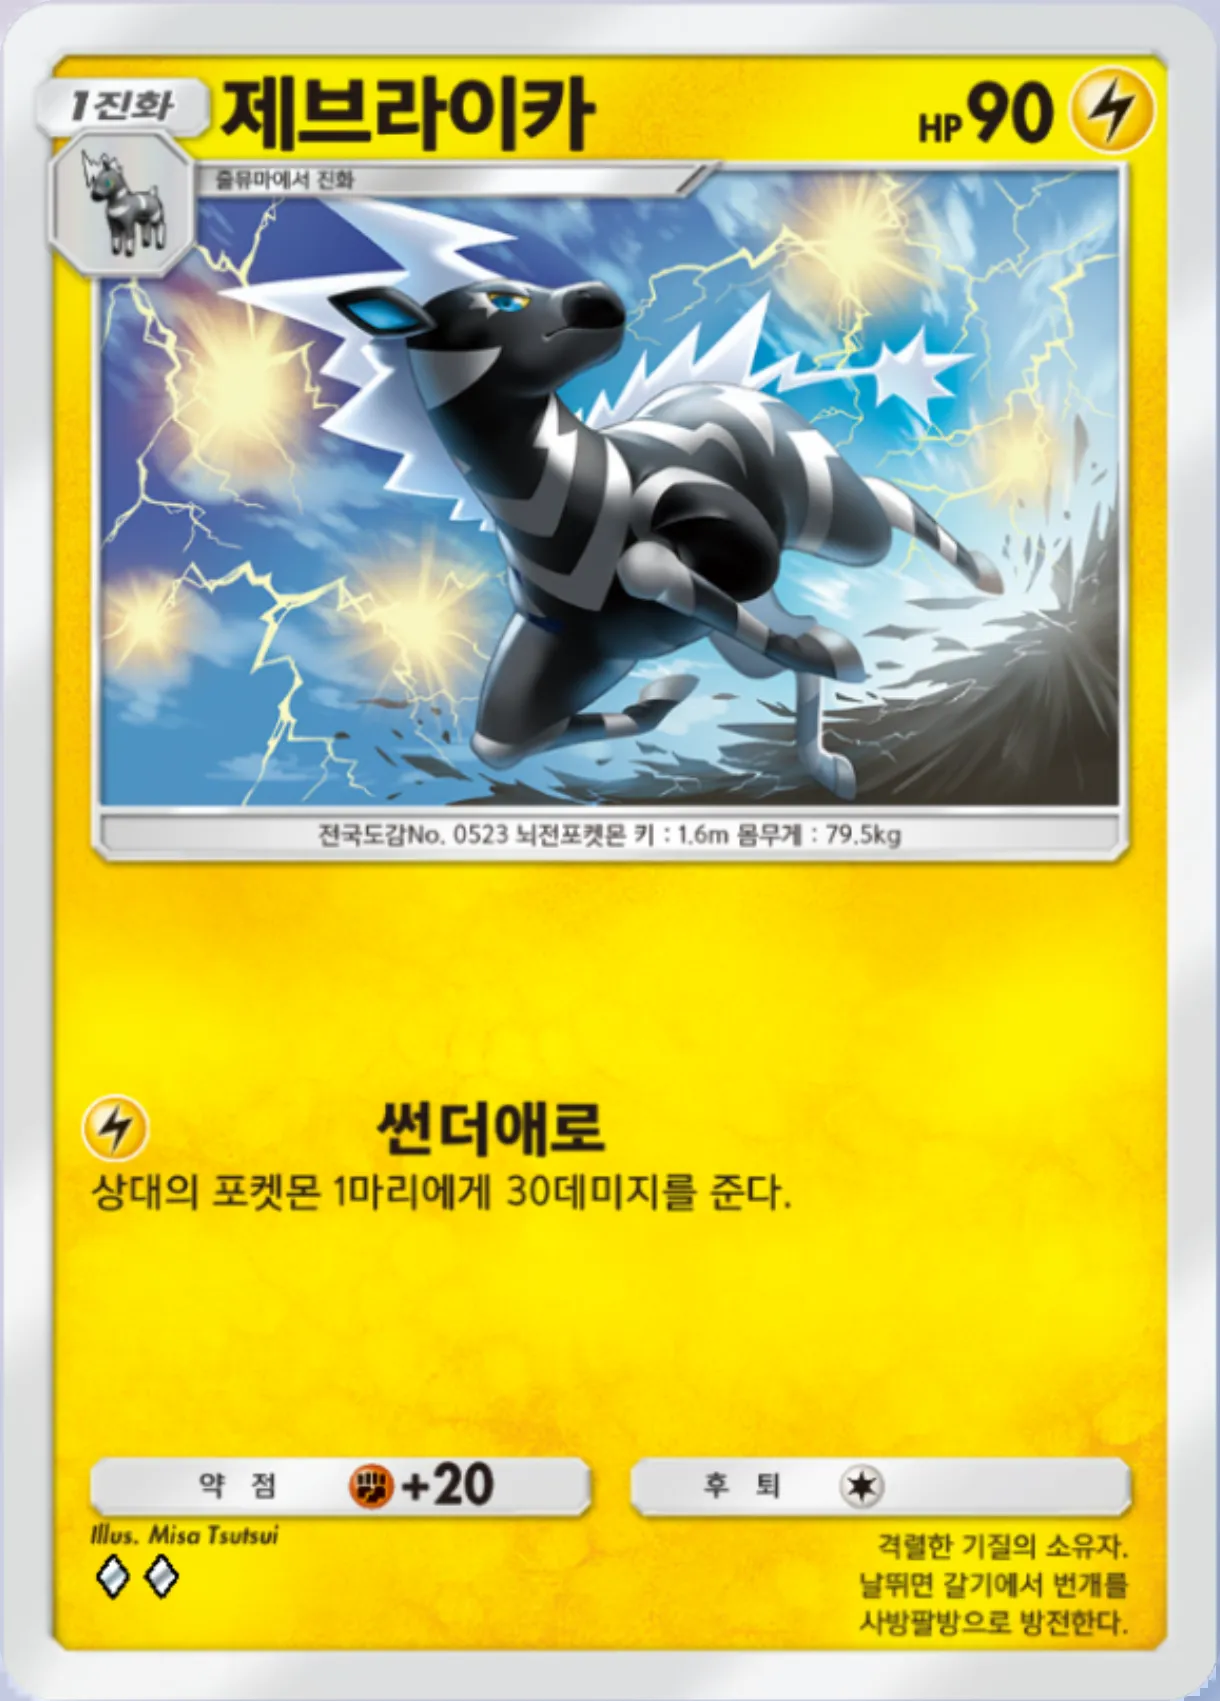 1진화 제브라이카 HP 90
줄뮤마에서 진화
전국도감No. 0523 뇌전포켓몬 키 : 1.6m 몸무게 : 79.5kg
썬더애로
상대의 포켓몬 1마리에게 30데미지를 준다.
약점 +20 후퇴
Illus. Misa Tsutsui
격렬한 기질의 소유자.
날뛰면 갈기에서 번개를
사방팔방으로 방전한다.